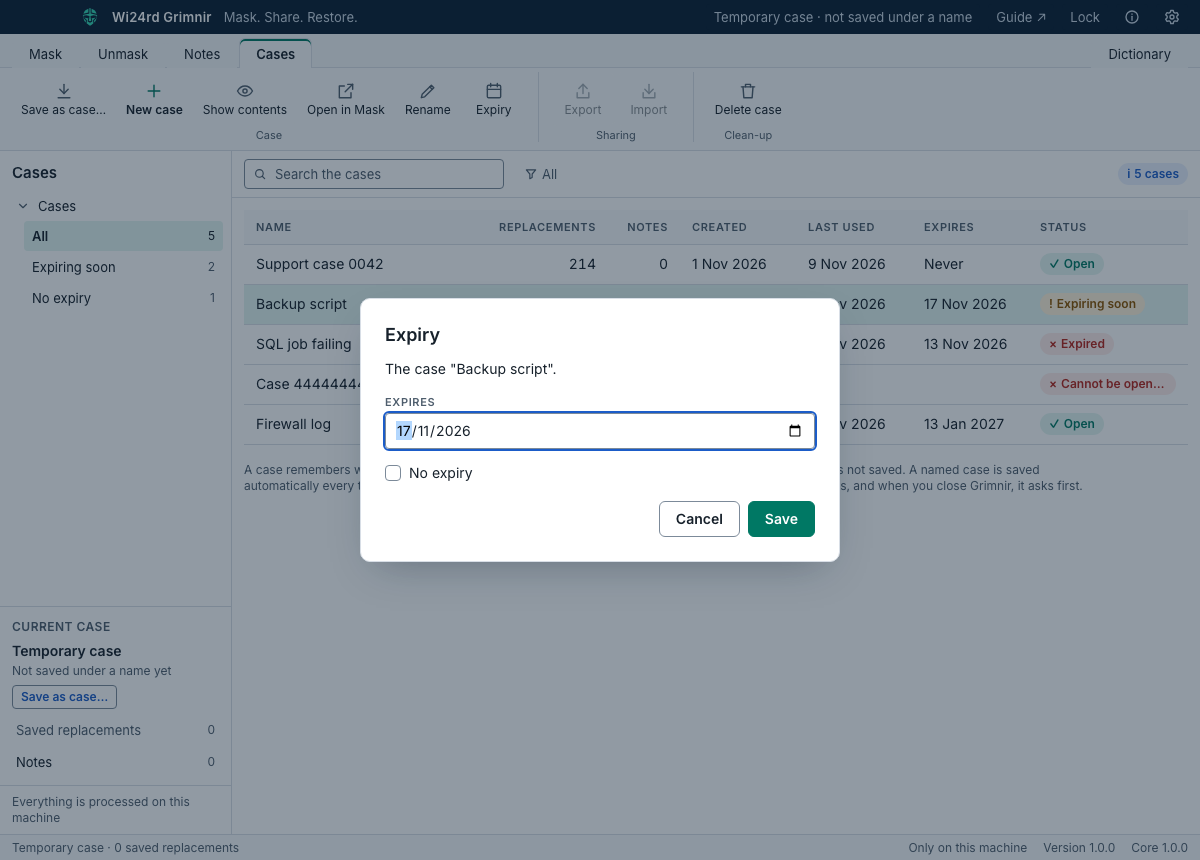 Wi24rd Grimnir Mask. Share. Restore. Temporary case · not saved under a name Guide ↗ Lock
Mask Unmask Notes Cases Dictionary
Save as case... New case Show contents Open in Mask Rename Expiry Export Import Delete case
Case Sharing Clean-up
Cases
Search the cases All i 5 cases
Cases
All 5
Expiring soon 2
No expiry 1
NAME REPLACEMENTS NOTES CREATED LAST USED EXPIRES STATUS
Support case 0042 214 0 1 Nov 2026 9 Nov 2026 Never ✓ Open
Backup script v 2026 17 Nov 2026 ! Expiring soon
SQL job failing v 2026 13 Nov 2026 × Expired
Case 44444444 × Cannot be open...
Firewall log v 2026 13 Jan 2027 ✓ Open
A case remembers s not saved. A named case is saved
automatically every s, and when you close Grimnir, it asks first.
Expiry
The case "Backup script".
EXPIRES
17/11/2026
No expiry
Cancel Save
CURRENT CASE
Temporary case
Not saved under a name yet
Save as case...
Saved replacements 0
Notes 0
Everything is processed on this
machine
Temporary case · 0 saved replacements Only on this machine Version 1.0.0 Core 1.0.0